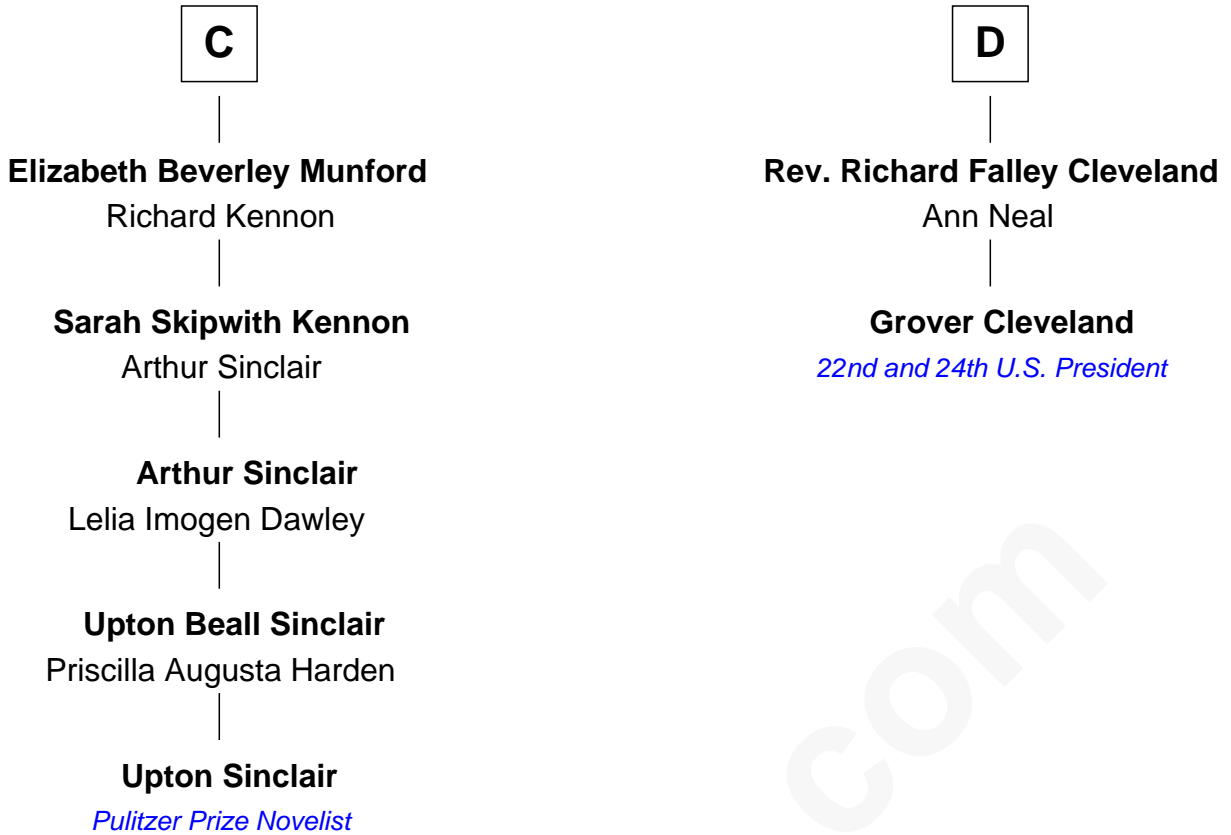 C
Elizabeth Beverley Munford
Richard Kennon
Sarah Skipwith Kennon
Arthur Sinclair
Arthur Sinclair
Lelia Imogen Dawley
Upton Beall Sinclair
Priscilla Augusta Harden
Upton Sinclair
Pulitzer Prize Novelist
D
Rev. Richard Falley Cleveland
Ann Neal
Grover Cleveland
22nd and 24th U.S. President
com